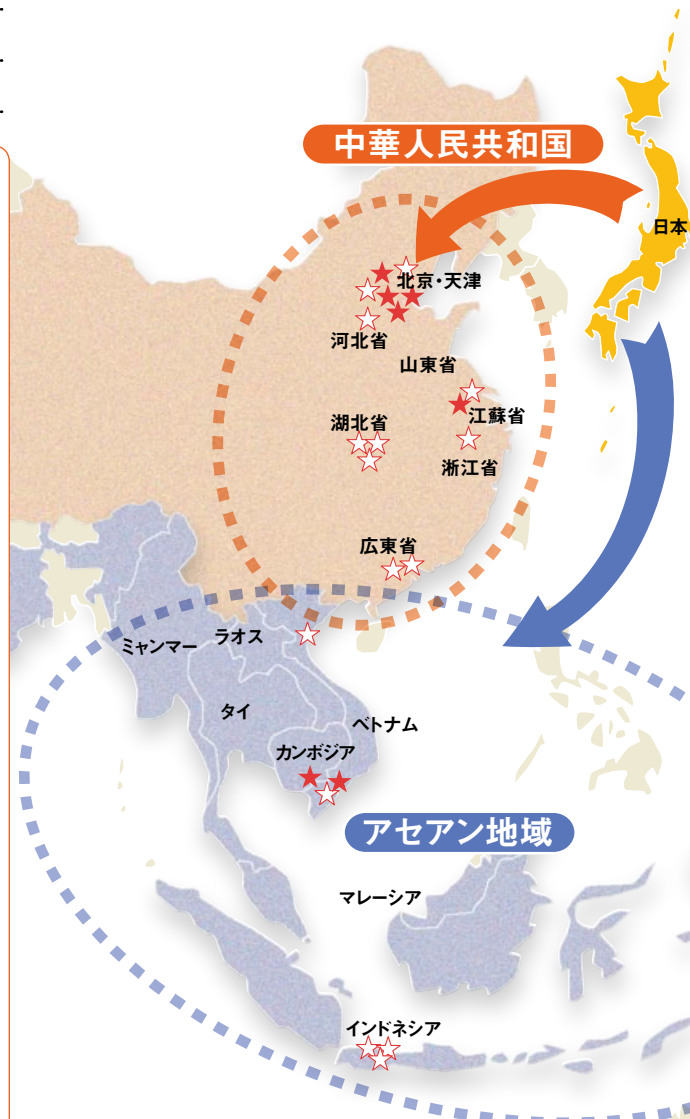 中華人民共和国
日本
北京・天津
河北省
山東省
江蘇省
湖北省
浙江省
広東省
ミャンマー
ラオス
タイ
ベトナム
カンボジア
アセアン地域
マレーシア
インドネシア